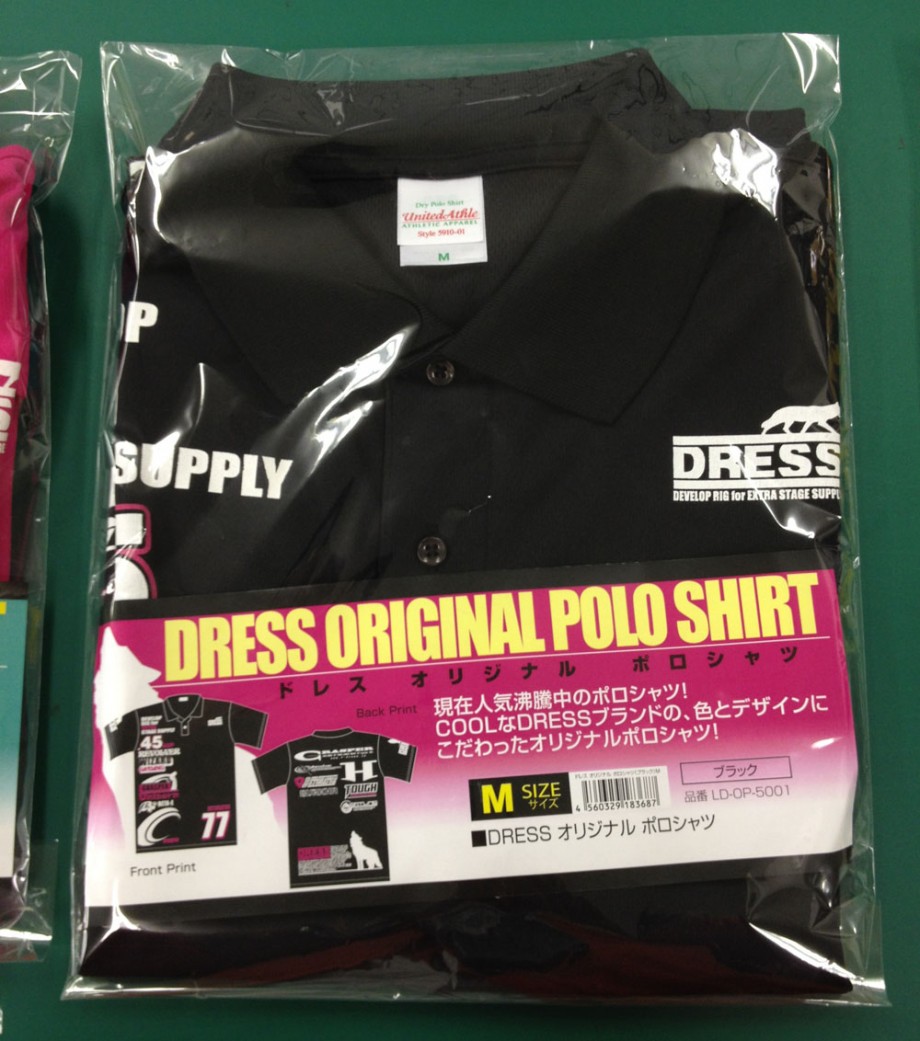 Dry Polo Shirt
UnitedAthle
ATHLETIC APPAREL
Style 5910-01
M
P
SUPPLY
DRESS
DEVELOP RIG for EXTRA STAGE SUPPL
DRESS ORIGINAL POLO SHIRT
ドレス オリジナル ポロシャツ
現在人気沸騰中のポロシャツ!
COOLなDRESSブランドの、色とデザインに
こだわったオリジナルポロシャツ!
Back Print
Front Print
45
77
H
TOUGH
M SIZE
サイズ
4 560329 183687
ブラック
品番 LD-OP-5001
■DRESS オリジナル ポロシャツ